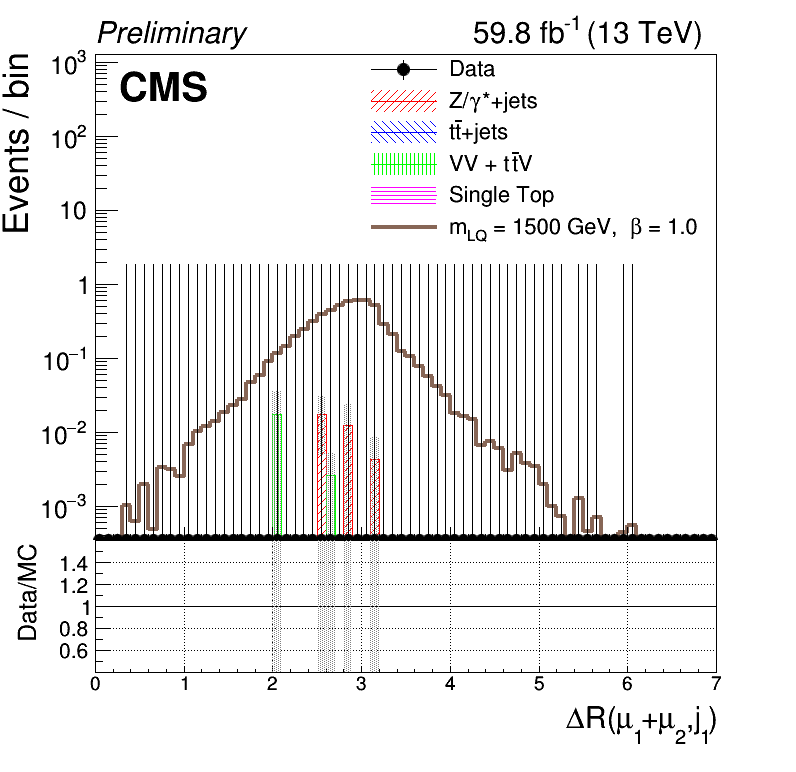 Preliminary 59.8 fb⁻¹ (13 TeV)
CMS
Data
Z/γ*+jets
tt̄+jets
VV + tt̄V
Single Top
m_LQ = 1500 GeV, β = 1.0
Events / bin
10³
10²
10
1
10⁻¹
10⁻²
10⁻³
Data/MC
1.4
1.2
1
0.8
0.6
0 1 2 3 4 5 6 7
ΔR(μ₁+μ₂,j₁)